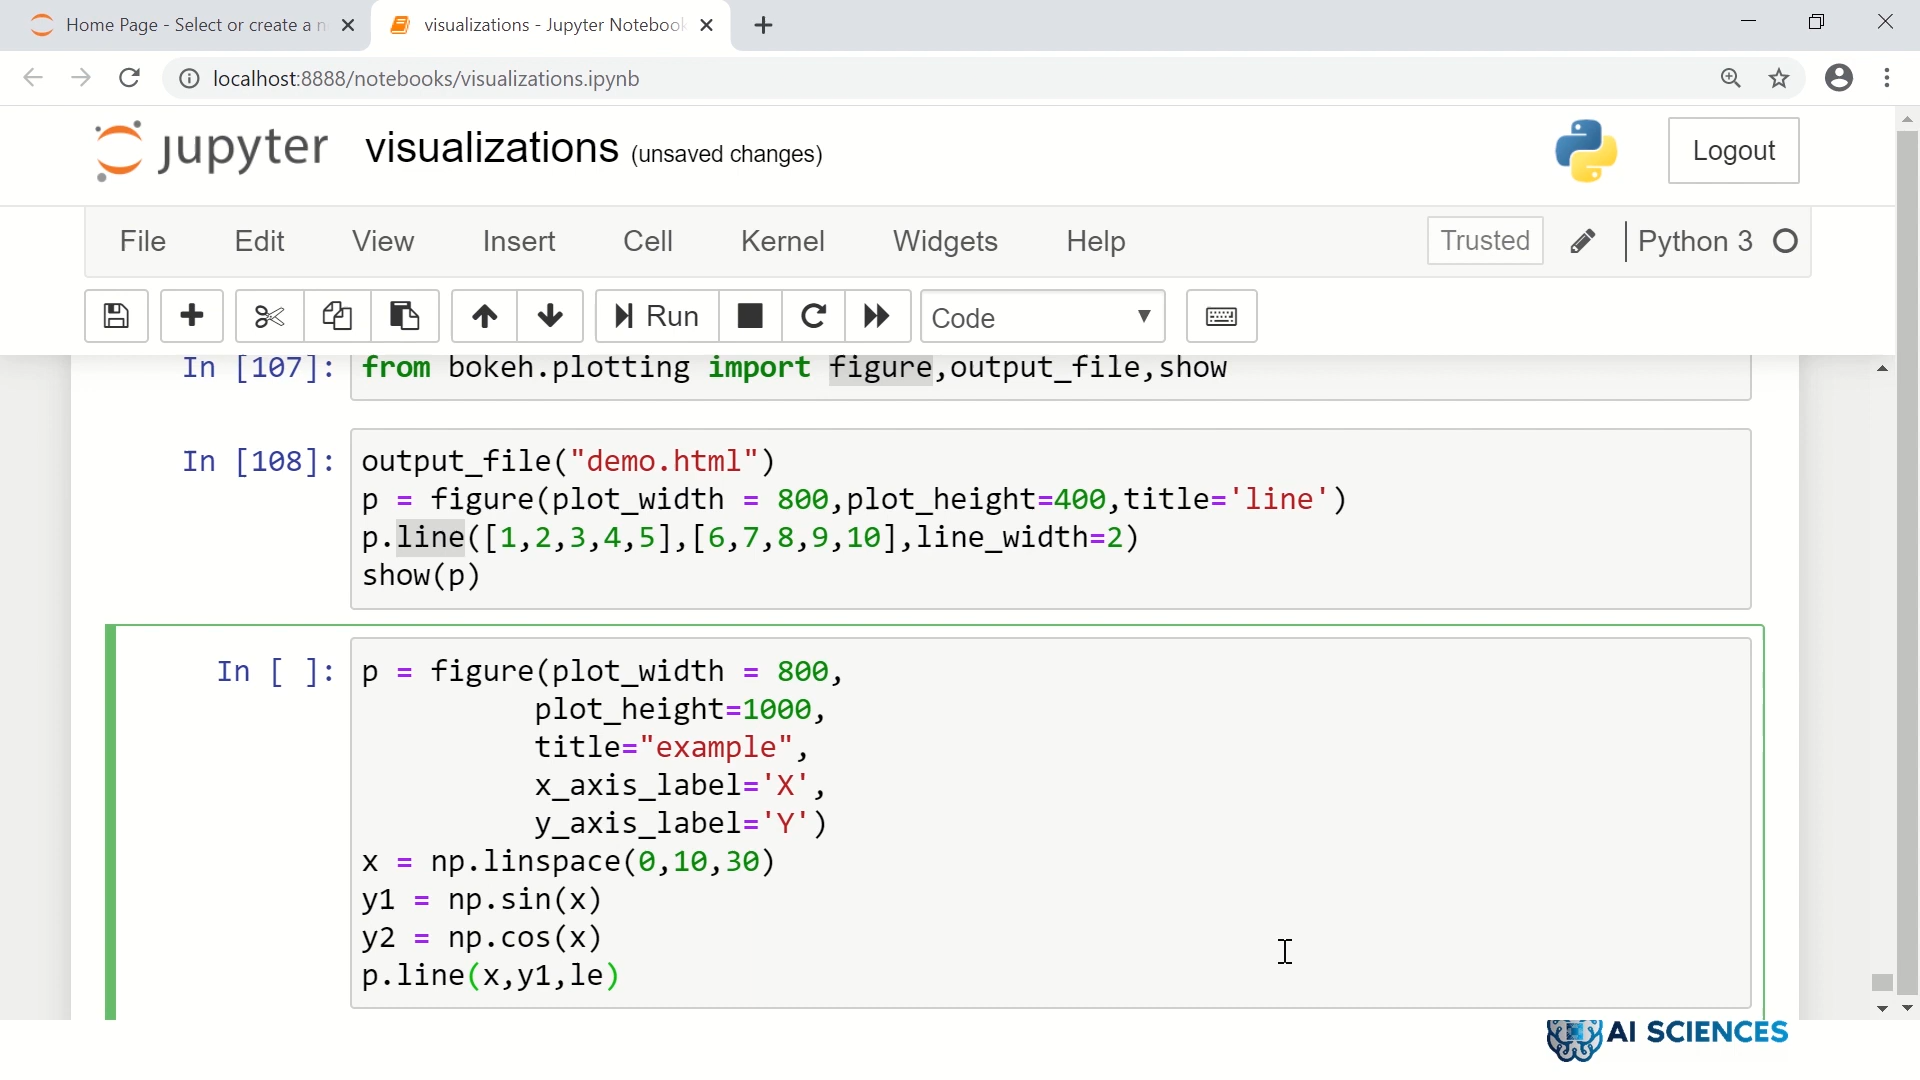 Home Page - Select or create a n
visualizations - Jupyter Notebook
localhost:8888/notebooks/visualizations.ipynb
jupyter visualizations (unsaved changes)
Logout
File Edit View Insert Cell Kernel Widgets Help Trusted Python 3
Run Code
In [107]: from bokeh.plotting import figure,output_file,show
In [108]: output_file("demo.html")
p = figure(plot_width = 800,plot_height=400,title='line')
p.line([1,2,3,4,5],[6,7,8,9,10],line_width=2)
show(p)
In [ ]: p = figure(plot_width = 800,
plot_height=1000,
title="example",
x_axis_label='X',
y_axis_label='Y')
x = np.linspace(0,10,30)
y1 = np.sin(x)
y2 = np.cos(x)
p.line(x,y1,le)
AI SCIENCES